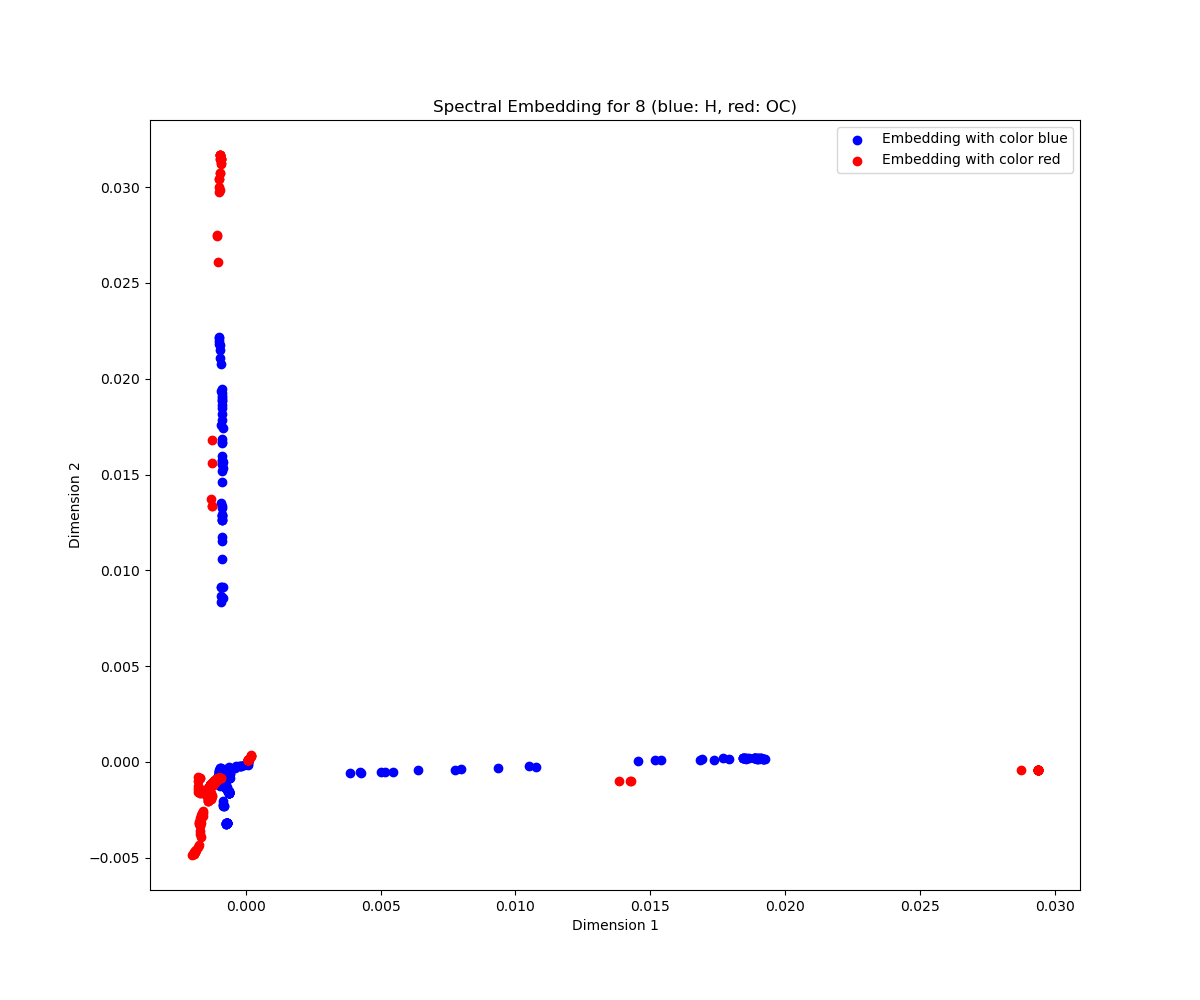 Spectral Embedding for 8 (blue: H, red: OC)
Embedding with color blue
Embedding with color red
0.030
0.025
0.020
0.015
0.010
0.005
0.000
−0.005
Dimension 2
0.000 0.005 0.010 0.015 0.020 0.025 0.030
Dimension 1